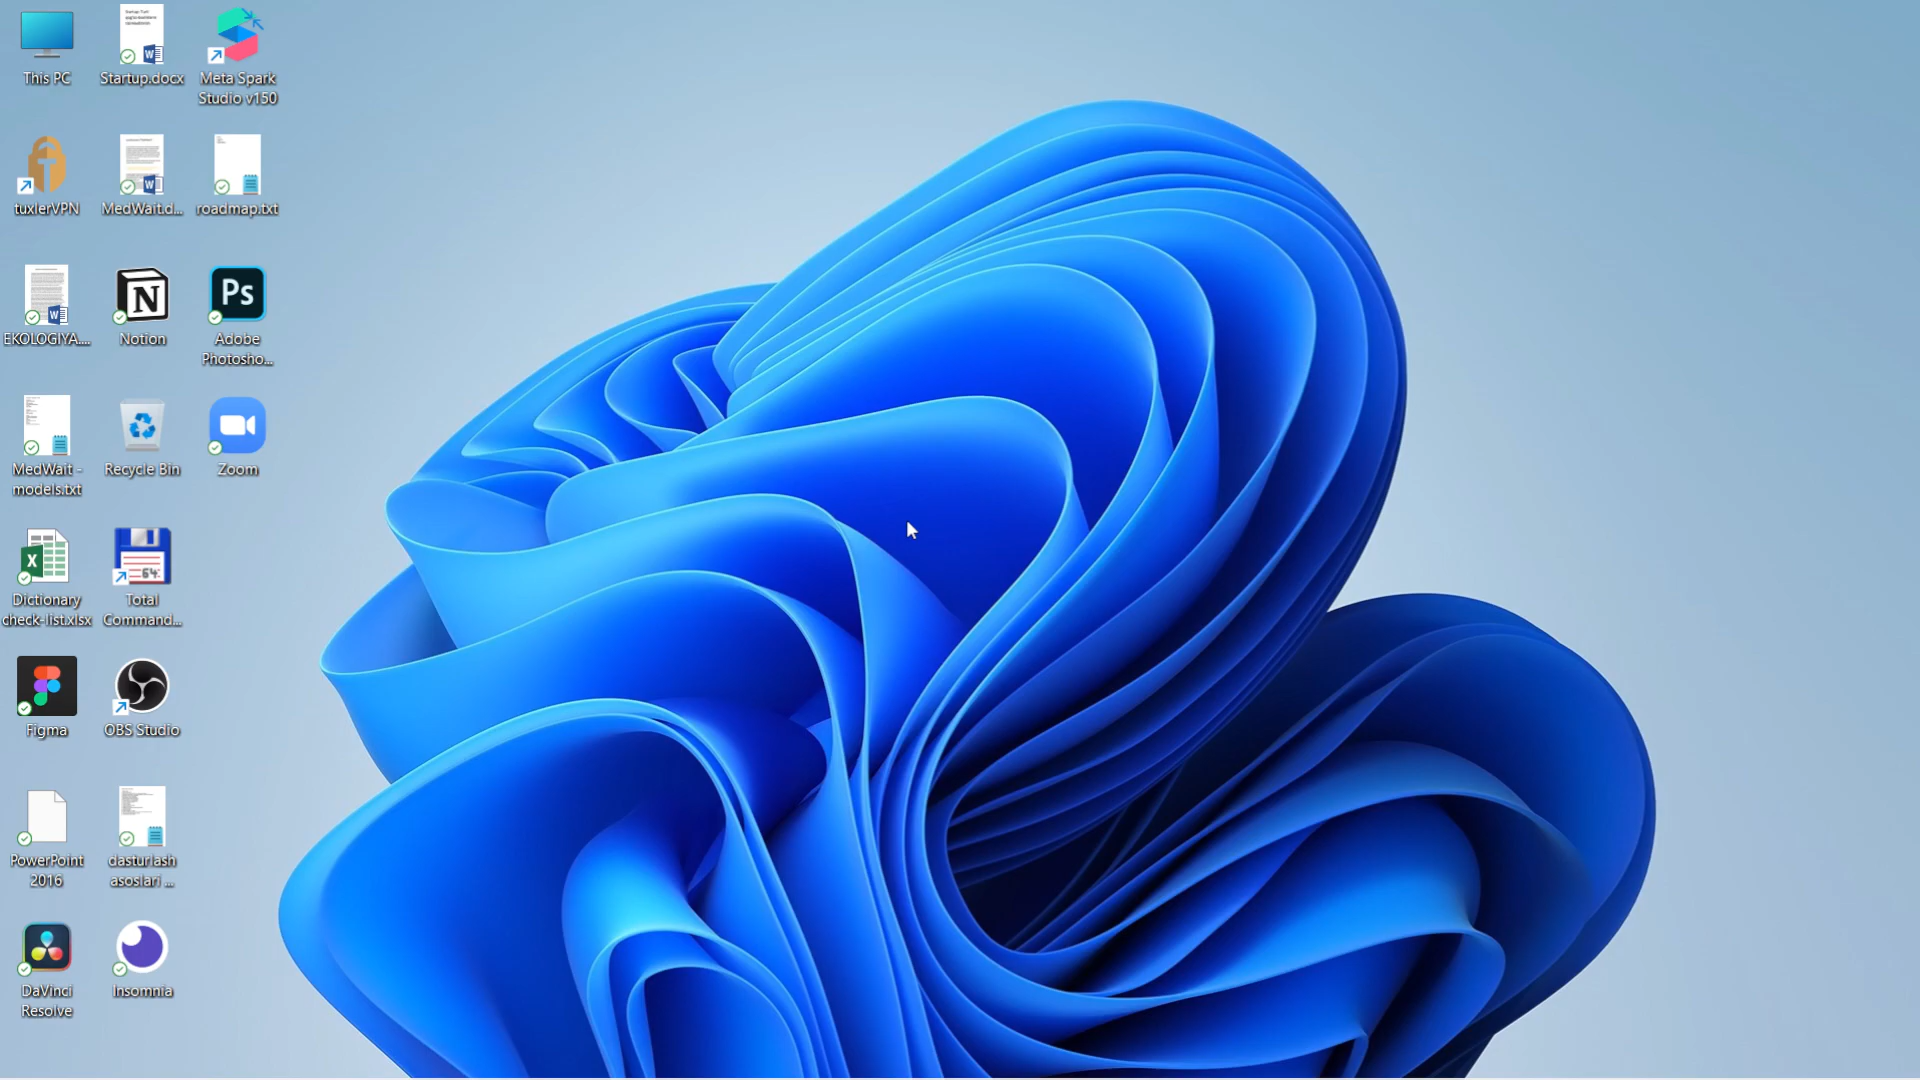 This PC
Startup.docx
Meta Spark
Studio v150
tuxlerVPN
MedWait.d...
roadmap.txt
EKOLOGIYA....
Notion
Ps
Adobe
Photosho...
MedWait -
models.txt
Recycle Bin
Zoom
Dictionary
check-list.xlsx
64
Total
Command...
Figma
OBS Studio
PowerPoint
2016
dasturlash
asoslari ...
DaVinci
Resolve
Insomnia